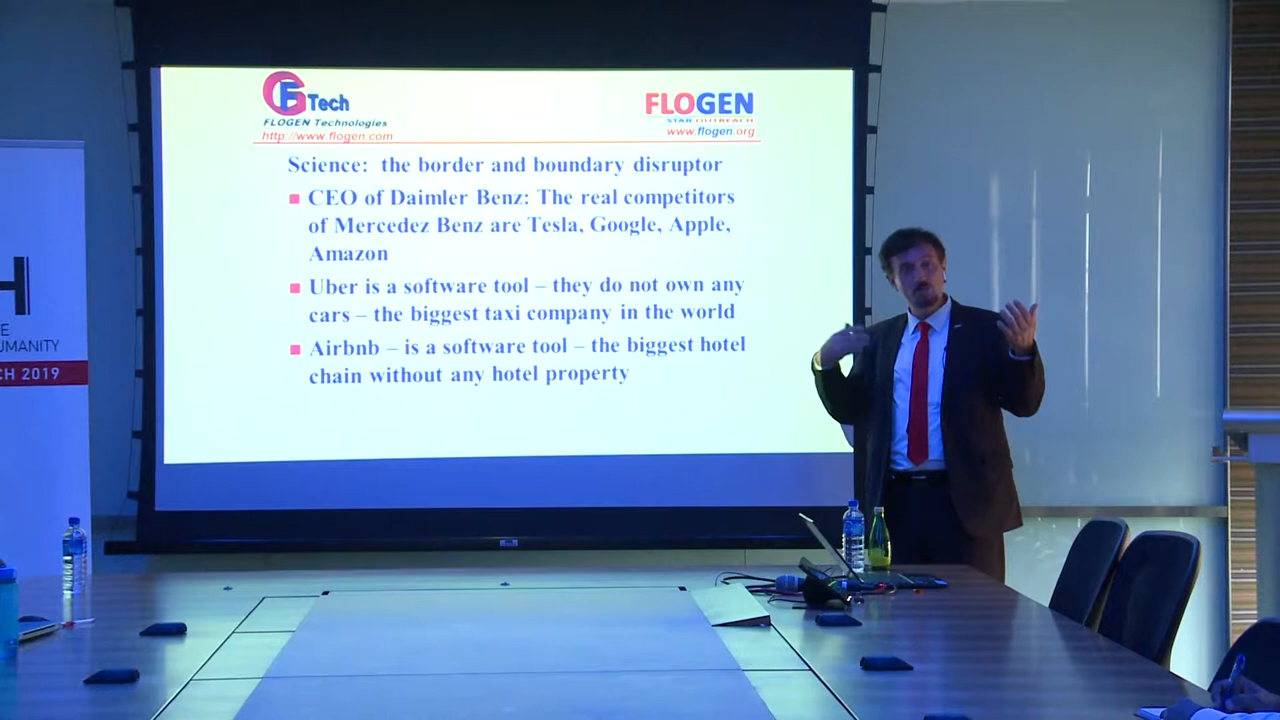 GF Tech
FLOGEN Technologies
http://www.flogen.com
FLOGEN
STAR OUTREACH
www.flogen.org
Science: the border and boundary disruptor
CEO of Daimler Benz: The real competitors
of Mercedez Benz are Tesla, Google, Apple,
Amazon
Uber is a software tool – they do not own any
cars – the biggest taxi company in the world
Airbnb – is a software tool – the biggest hotel
chain without any hotel property
H
E
UMANITY
CH 2019